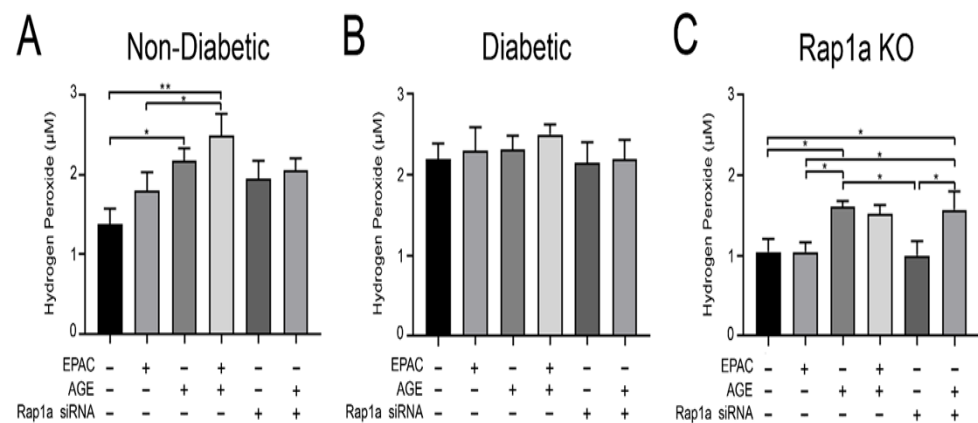 A
Non-Diabetic
Hydrogen Peroxide (µM)
3
2
1
0
**
*
*
EPAC - + - + - -
AGE - - + + - +
Rap1a siRNA - - - - + +
B
Diabetic
Hydrogen Peroxide (µM)
3
2
1
0
EPAC - + - + - -
AGE - - + + - +
Rap1a siRNA - - - - + +
C
Rap1a KO
Hydrogen Peroxide (µM)
3
2
1
0
*
*
*
*
*
*
EPAC - + - + - -
AGE - - + + - +
Rap1a siRNA - - - - + +